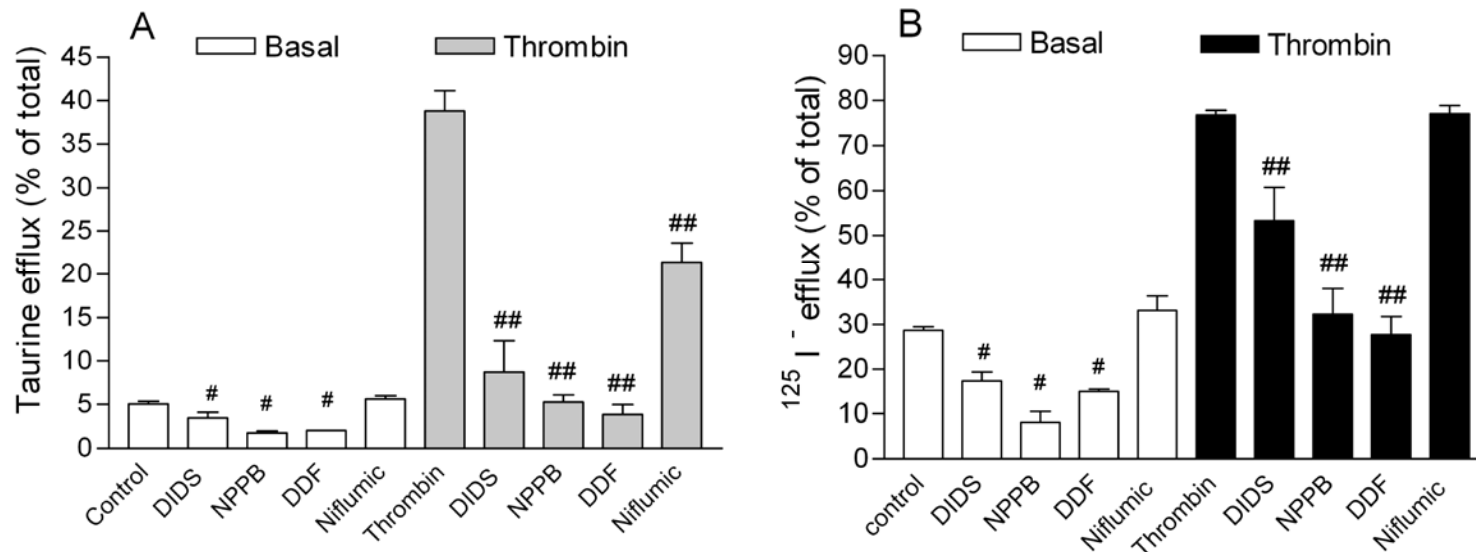 A
Basal
Thrombin
Taurine efflux (% of total)
45
40
35
30
25
20
15
10
5
0
#
#
#
##
##
##
##
Control
DIDS
NPPB
DDF
Niflumic
Thrombin
DIDS
NPPB
DDF
Niflumic
B
Basal
Thrombin
125 I - efflux (% of total)
90
80
70
60
50
40
30
20
10
0
#
#
#
##
##
##
control
DIDS
NPPB
DDF
Niflumic
Thrombin
DIDS
NPPB
DDF
Niflumic